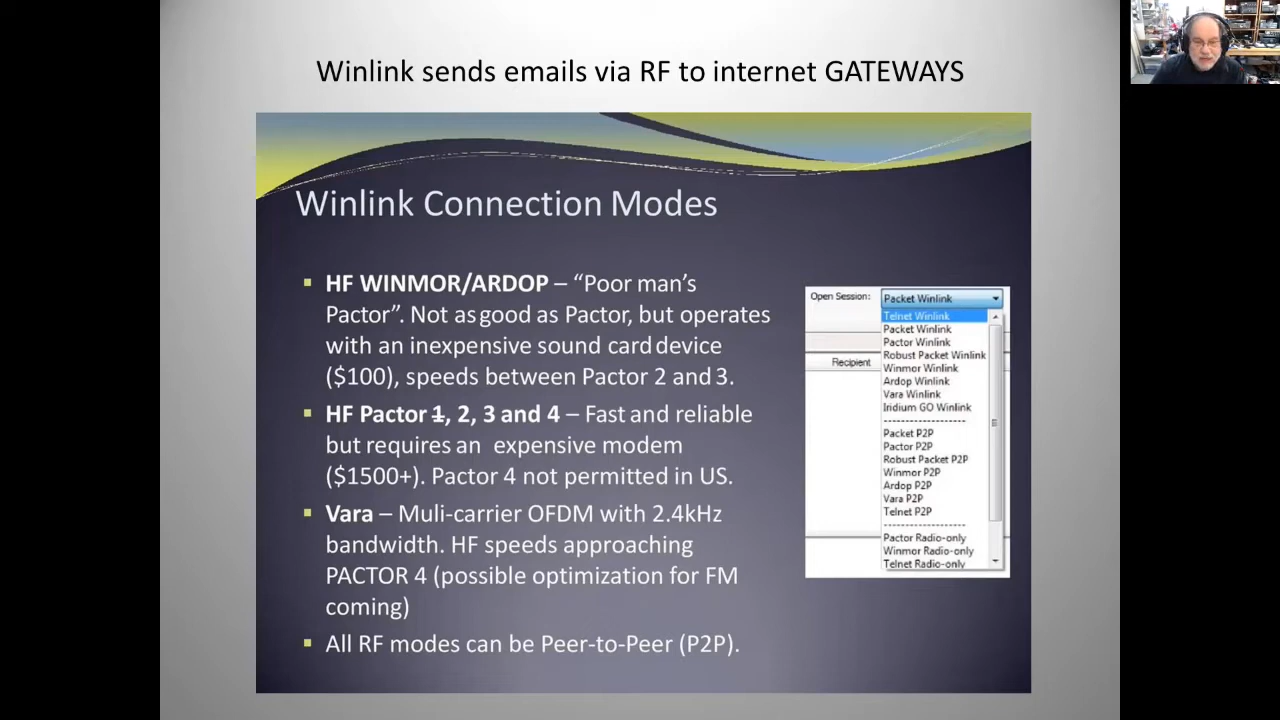 Winlink sends emails via RF to internet GATEWAYS
Winlink Connection Modes
▪ HF WINMOR/ARDOP – “Poor man’s
Pactor”. Not as good as Pactor, but operates
with an inexpensive sound card device
($100), speeds between Pactor 2 and 3.
▪ HF Pactor 1, 2, 3 and 4 – Fast and reliable
but requires an expensive modem
($1500+). Pactor 4 not permitted in US.
▪ Vara – Muli-carrier OFDM with 2.4kHz
bandwidth. HF speeds approaching
PACTOR 4 (possible optimization for FM
coming)
▪ All RF modes can be Peer-to-Peer (P2P).
Open Session: Packet Winlink
Telnet Winlink
Packet Winlink
Pactor Winlink
Robust Packet Winlink
Recipient
Winmor Winlink
Ardop Winlink
Vara Winlink
Iridium GO Winlink
--------------------
Packet P2P
Pactor P2P
Robust Packet P2P
Winmor P2P
Ardop P2P
Vara P2P
Telnet P2P
--------------------
Pactor Radio-only
Winmor Radio-only
Telnet Radio-only